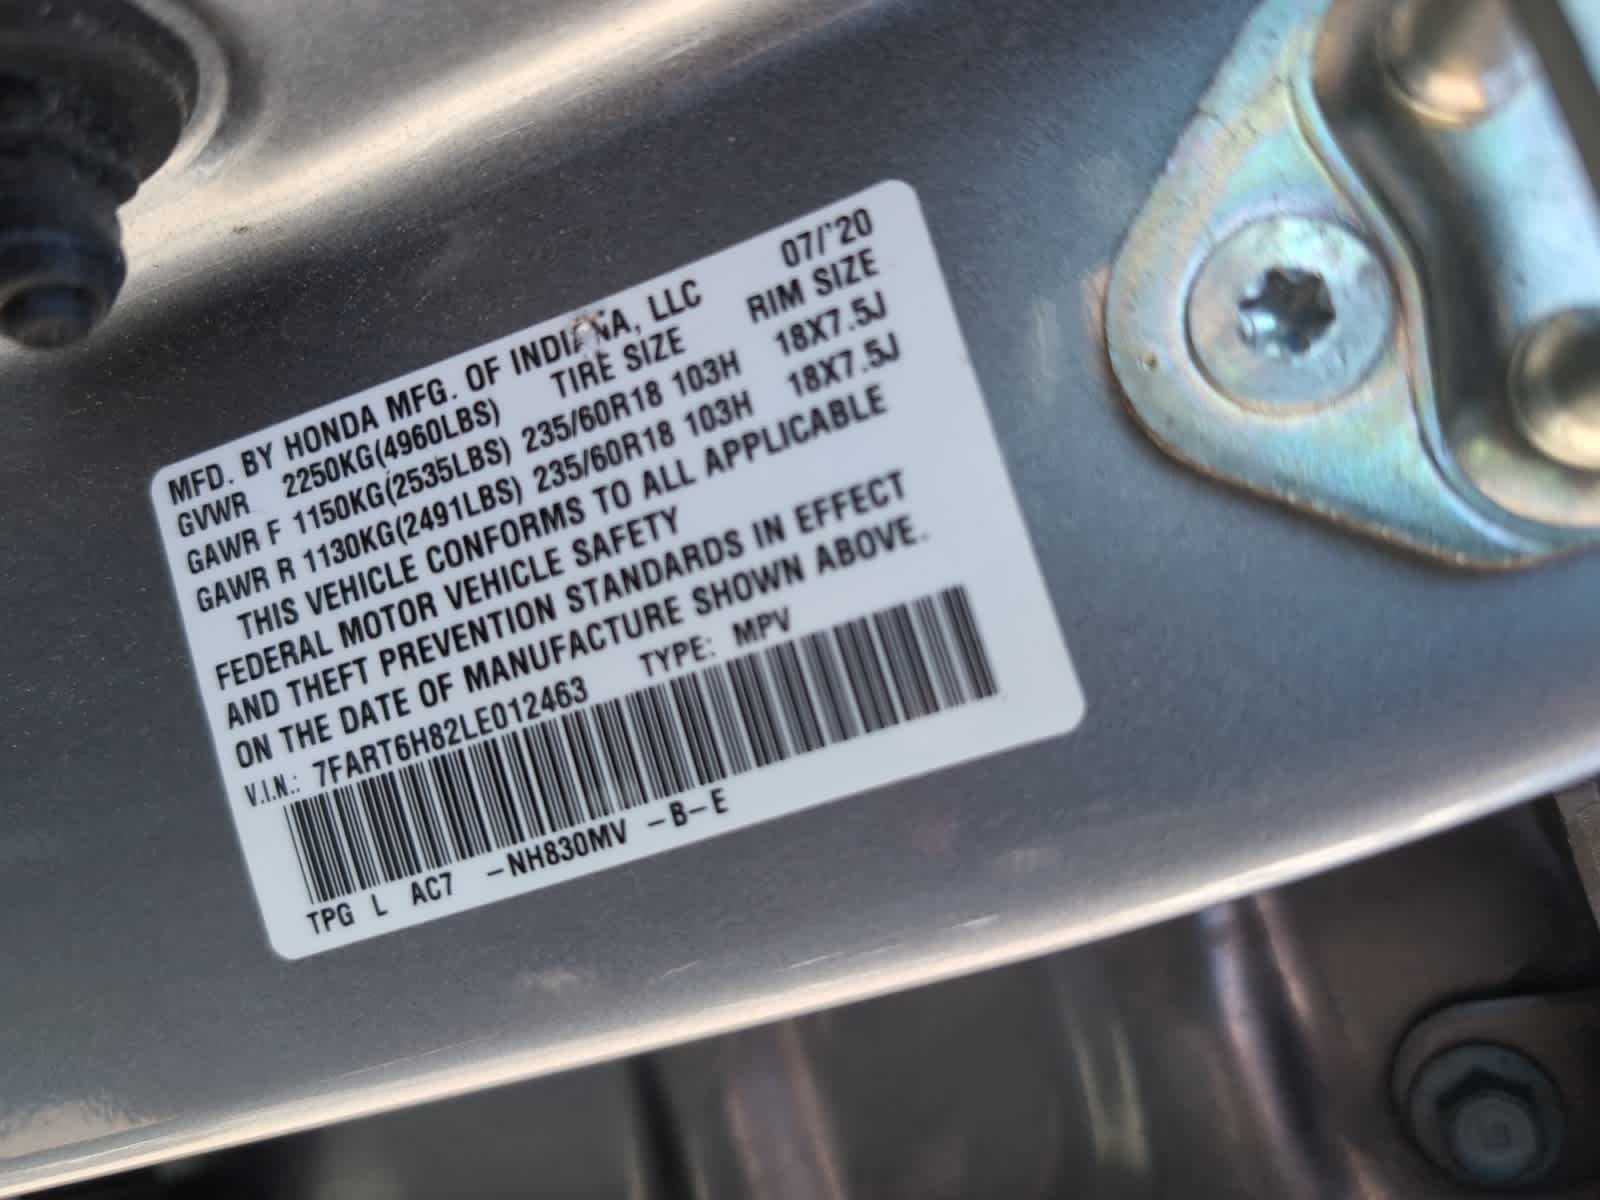 MFD. BY HONDA MFG. OF INDIANA, LLC 07/'20
GVWR 2250KG(4960LBS) TIRE SIZE RIM SIZE
GAWR F 1150KG(2535LBS) 235/60R18 103H 18X7.5J
GAWR R 1130KG(2491LBS) 235/60R18 103H 18X7.5J
THIS VEHICLE CONFORMS TO ALL APPLICABLE
FEDERAL MOTOR VEHICLE SAFETY
AND THEFT PREVENTION STANDARDS IN EFFECT
ON THE DATE OF MANUFACTURE SHOWN ABOVE.
V.I.N.: 7FART6H82LE012463 TYPE: MPV
TPG L AC7 -NH830MV -B-E